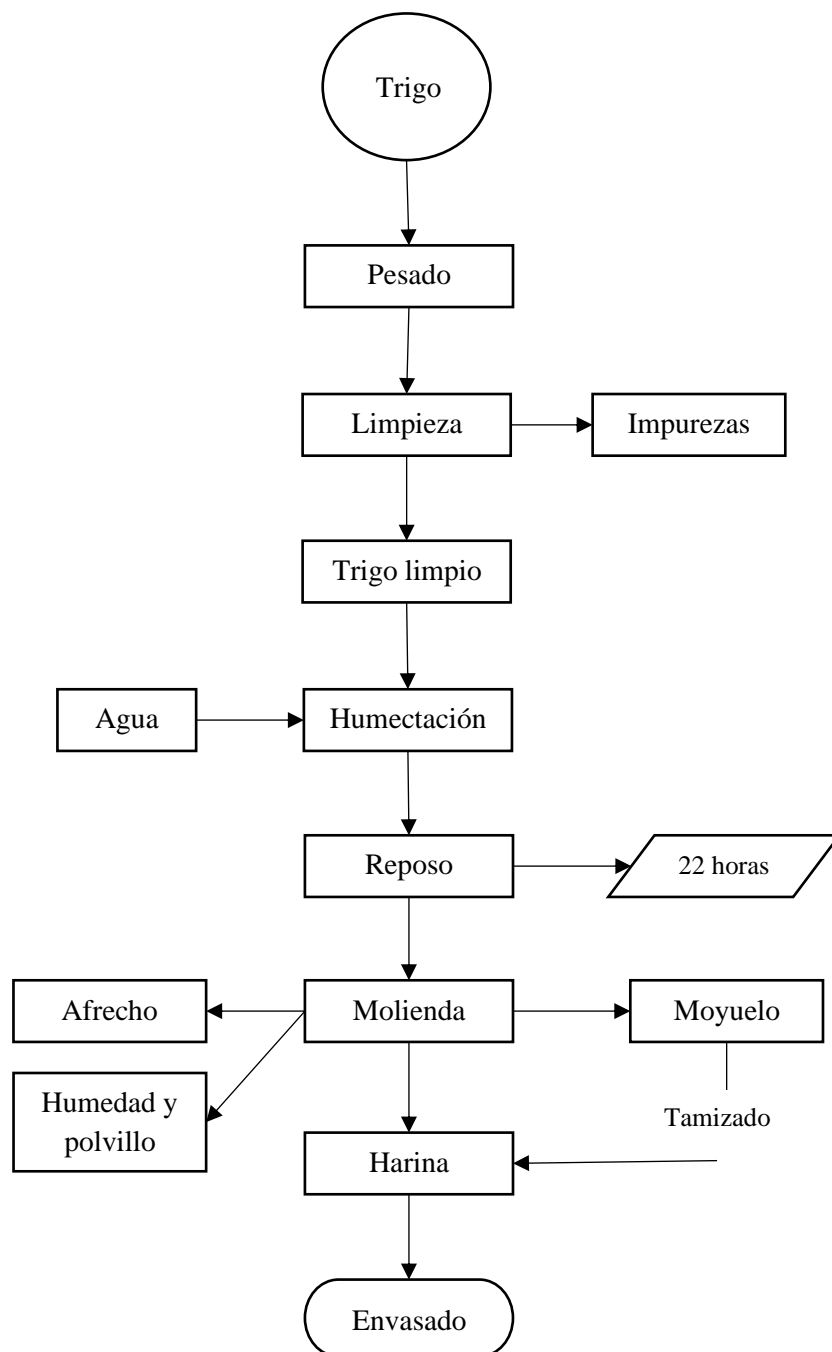 Trigo
Pesado
Limpieza
Impurezas
Trigo limpio
Agua
Humectación
Reposo
22 horas
Afrecho
Molienda
Moyuelo
Humedad y
polvillo
Tamizado
Harina
Envasado